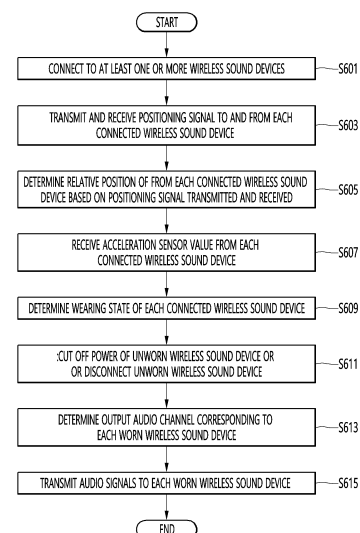 START
CONNECT TO AT LEAST ONE OR MORE WIRELESS SOUND DEVICES
S601
TRANSMIT AND RECEIVE POSITIONING SIGNAL TO AND FROM EACH
CONNECTED WIRELESS SOUND DEVICE
S603
DETERMINE RELATIVE POSITION OF FROM EACH CONNECTED WIRELESS SOUND
DEVICE BASED ON POSITIONING SIGNAL TRANSMITTED AND RECEIVED
S605
RECEIVE ACCELERATION SENSOR VALUE FROM EACH
CONNECTED WIRELESS SOUND DEVICE
S607
DETERMINE WEARING STATE OF EACH CONNECTED WIRELESS SOUND DEVICE
S609
:CUT OFF POWER OF UNWORN WIRELESS SOUND DEVICE OR
OR DISCONNECT UNWORN WIRELESS SOUND DEVICE
S611
DETERMINE OUTPUT AUDIO CHANNEL CORRESPONDING TO
EACH WORN WIRELESS SOUND DEVICE
S613
TRANSMIT AUDIO SIGNALS TO EACH WORN WIRELESS SOUND DEVICE
S615
END